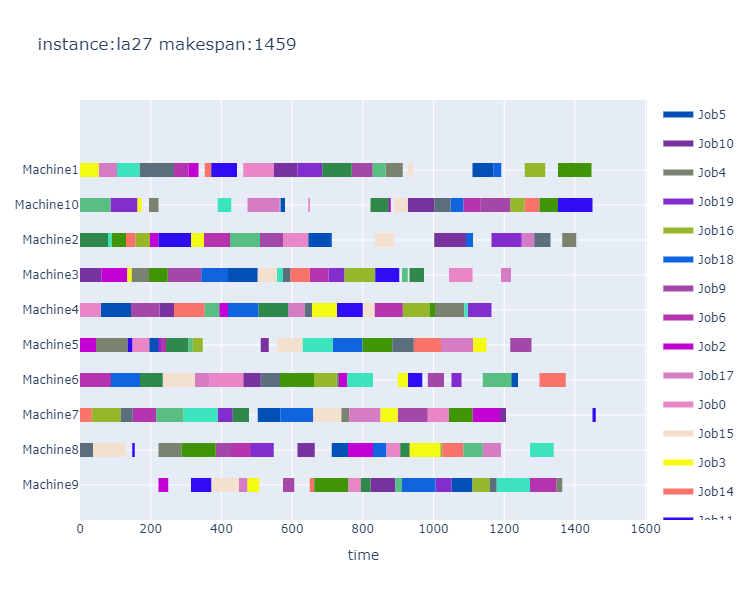 instance:la27 makespan:1459
Machine1
Machine10
Machine2
Machine3
Machine4
Machine5
Machine6
Machine7
Machine8
Machine9
0 200 400 600 800 1000 1200 1400 1600
time
Job5
Job10
Job4
Job19
Job16
Job18
Job9
Job6
Job2
Job17
Job0
Job15
Job3
Job14
Job11